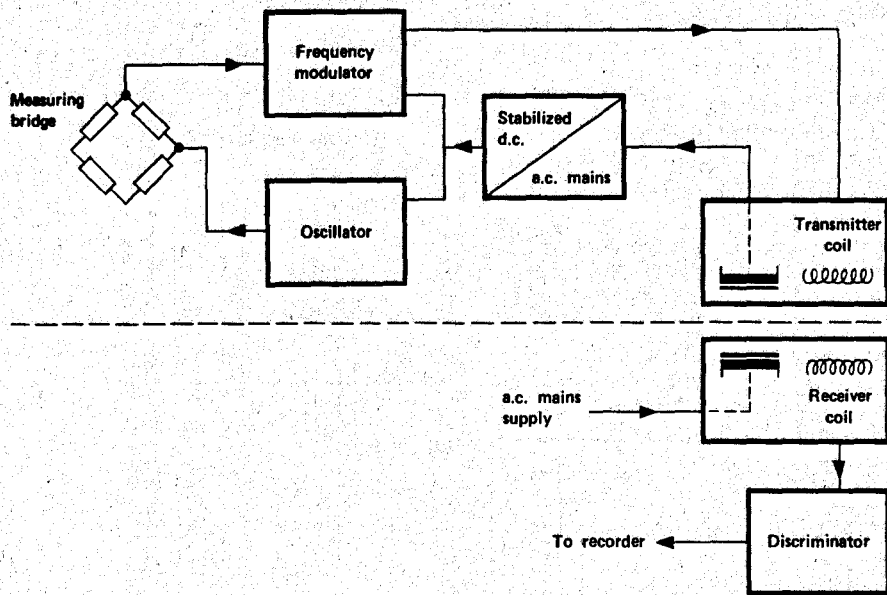 Frequency
modulator
Measuring
bridge
Stabilized
d.c.
a.c. mains
Oscillator
Transmitter
coil
a.c. mains
supply
Receiver
coil
To recorder
Discriminator